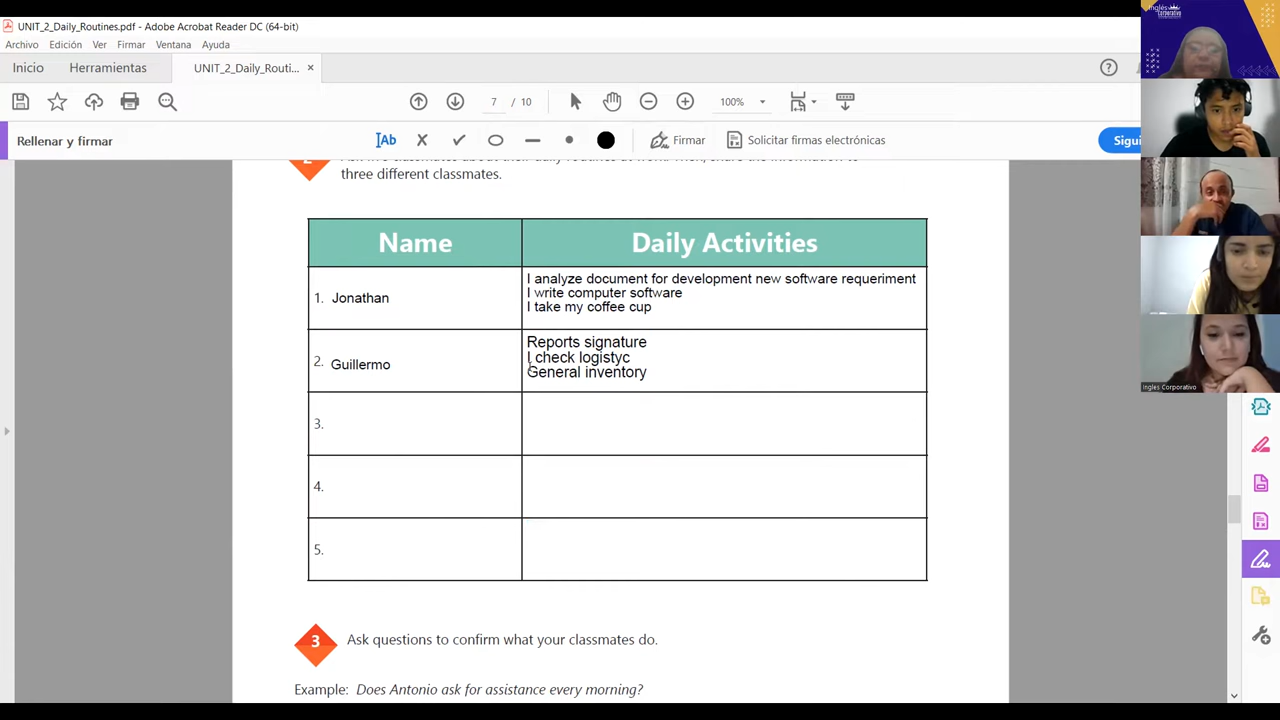 UNIT_2_Daily_Routines.pdf - Adobe Acrobat Reader DC (64-bit)
Archivo Edición Ver Firmar Ventana Ayuda
Inicio Herramientas UNIT_2_Daily_Routi... ×
7 / 10 100%
Rellenar y firmar Ab Firmar Solicitar firmas electrónicas Sigui
three different classmates.
Name Daily Activities
1. Jonathan
I analyze document for development new software requeriment
I write computer software
I take my coffee cup
2. Guillermo
Reports signature
I check logistyc
General inventory
3.
4.
5.
3 Ask questions to confirm what your classmates do.
Example: Does Antonio ask for assistance every morning?
Inglés
Corporativo
Ingles Corporativo